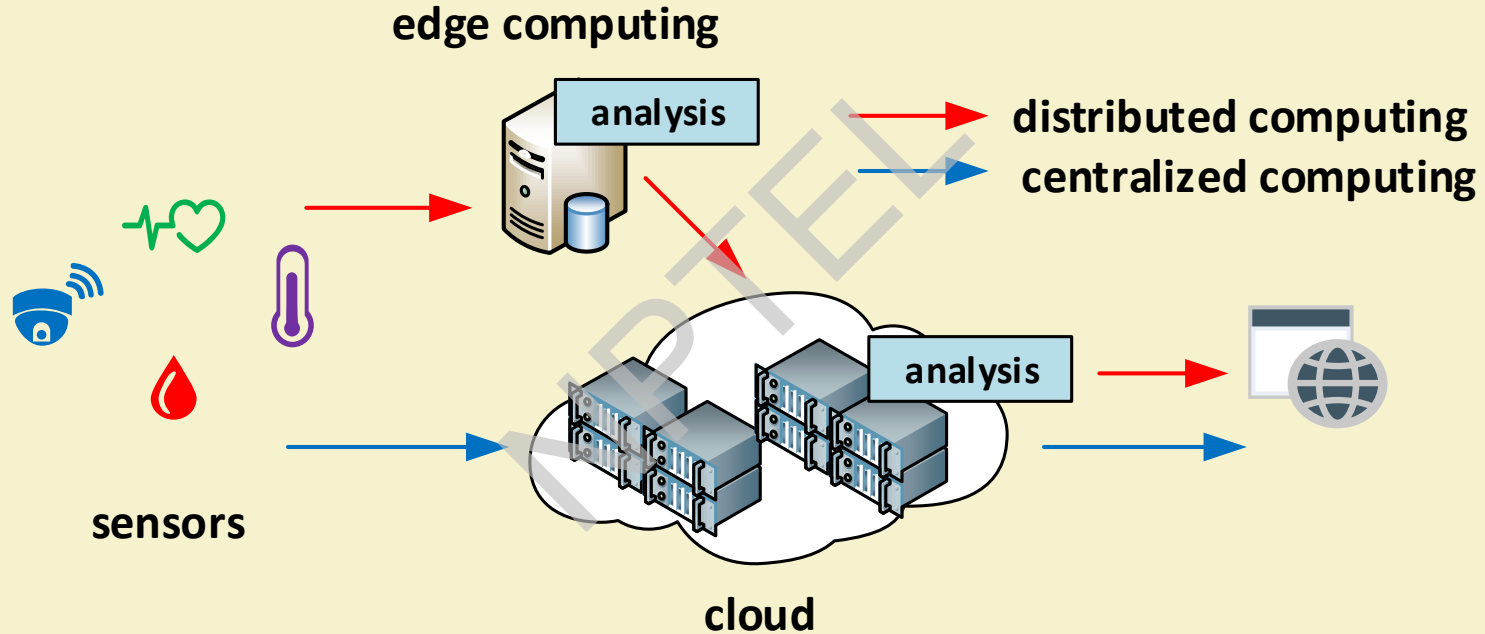 edge computing
analysis
distributed computing
centralized computing
analysis
sensors
cloud
NPTEL